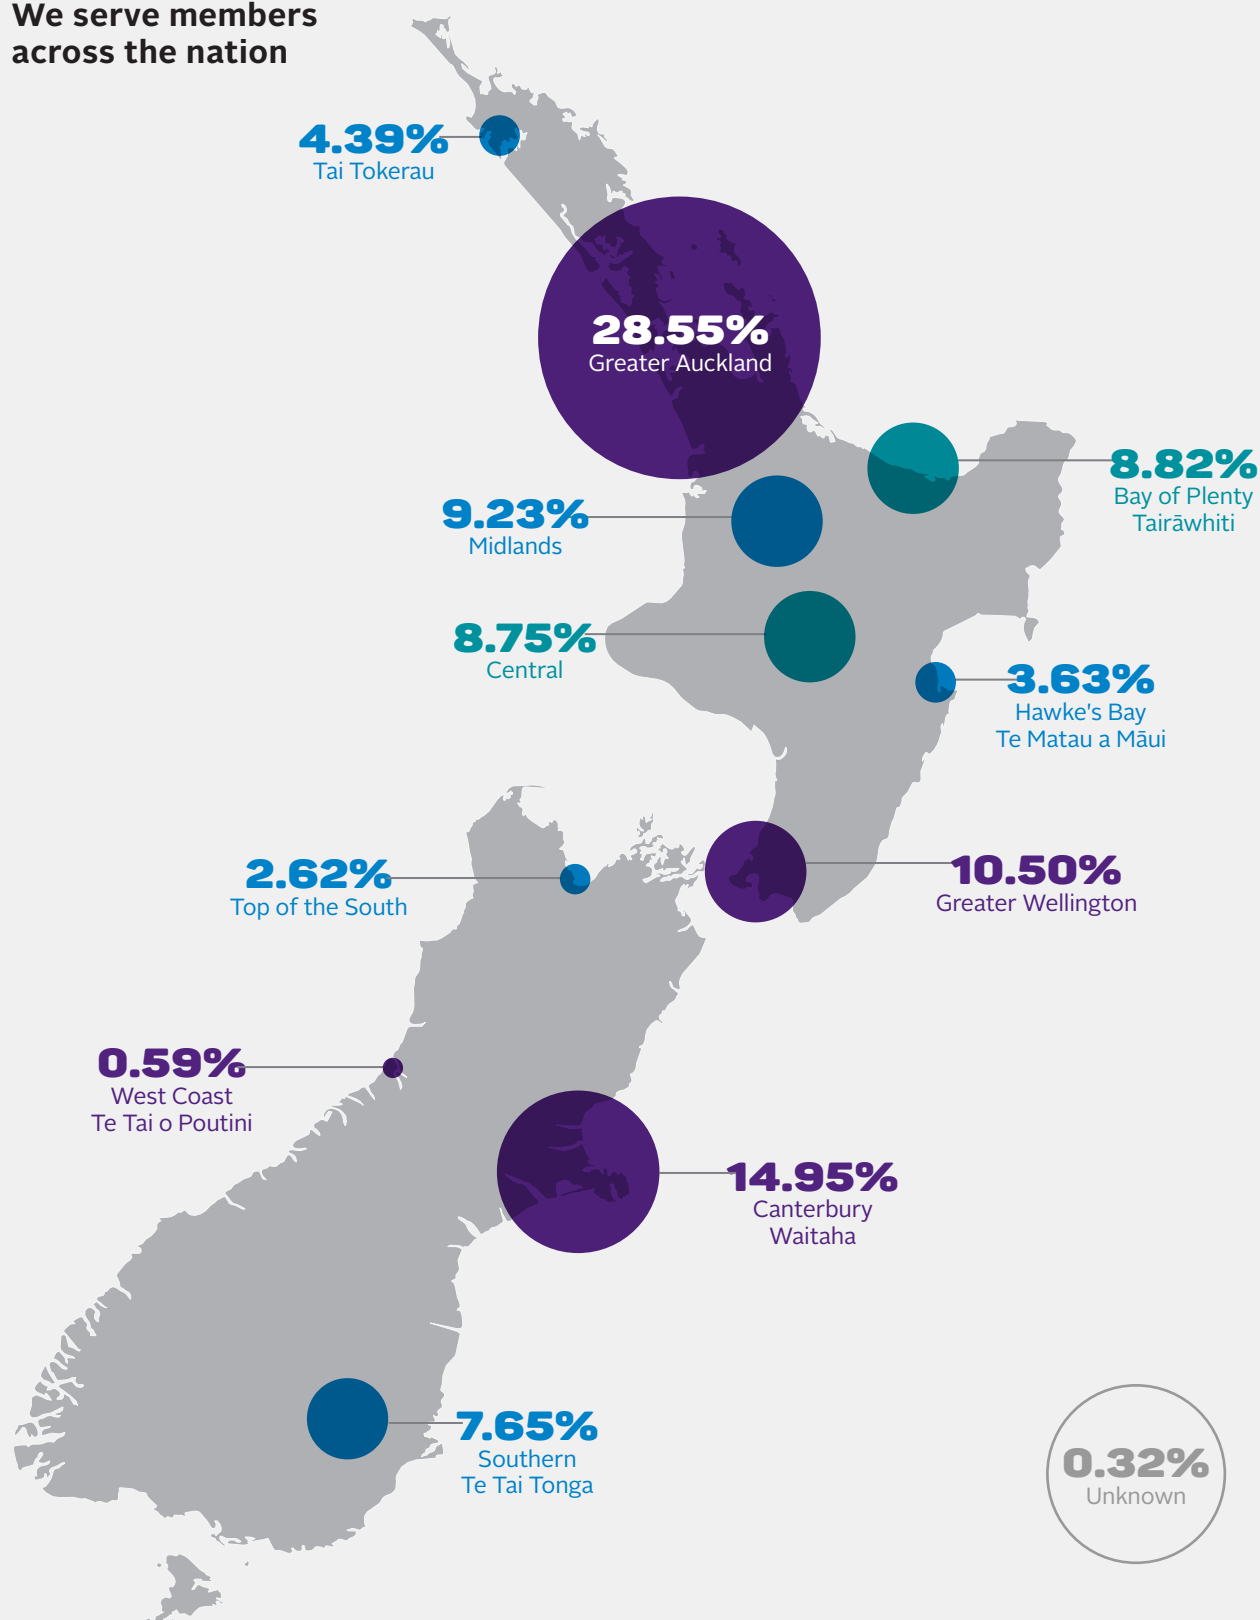 We serve members
across the nation
4.39%
Tai Tokerau
28.55%
Greater Auckland
8.82%
Bay of Plenty
Tairāwhiti
9.23%
Midlands
8.75%
Central
3.63%
Hawke's Bay
Te Matau a Māui
2.62%
Top of the South
10.50%
Greater Wellington
0.59%
West Coast
Te Tai o Poutini
14.95%
Canterbury
Waitaha
7.65%
Southern
Te Tai Tonga
0.32%
Unknown